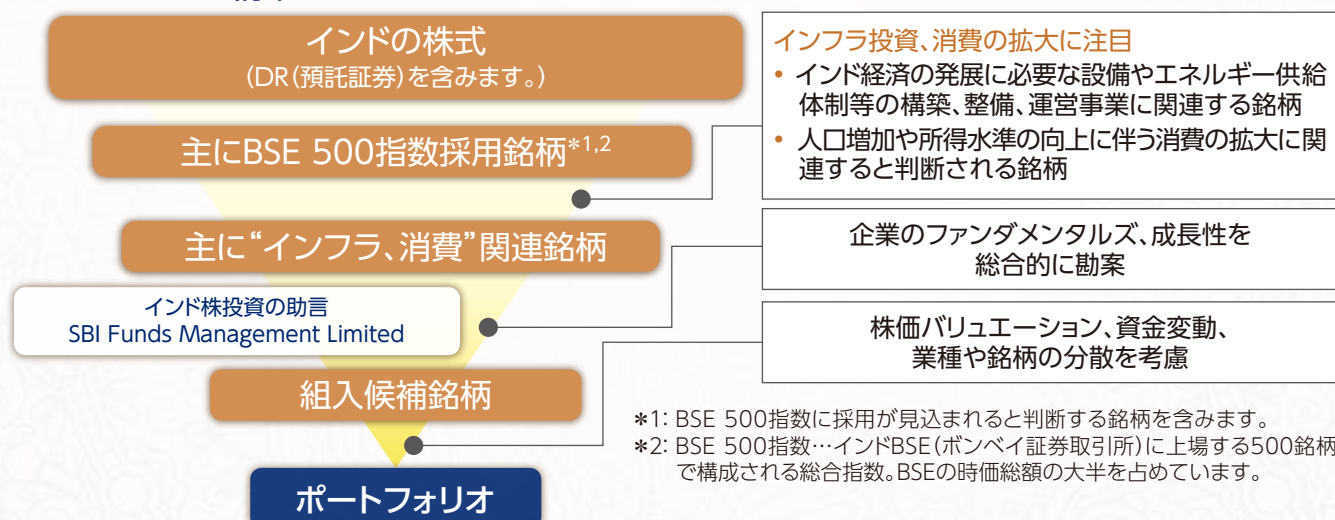 インドの株式
(DR(預託証券)を含みます。)
主にBSE 500指数採用銘柄*1,2
主に“インフラ、消費”関連銘柄
インド株投資の助言
SBI Funds Management Limited
組入候補銘柄
ポートフォリオ
インフラ投資、消費の拡大に注目
• インド経済の発展に必要な設備やエネルギー供給
体制等の構築、整備、運営事業に関連する銘柄
• 人口増加や所得水準の向上に伴う消費の拡大に関
連すると判断される銘柄
企業のファンダメンタルズ、成長性を
総合的に勘案
株価バリュエーション、資金変動、
業種や銘柄の分散を考慮
*1: BSE 500指数に採用が見込まれると判断する銘柄を含みます。
*2: BSE 500指数…インドBSE(ボンベイ証券取引所)に上場する500銘柄
で構成される総合指数。BSEの時価総額の大半を占めています。